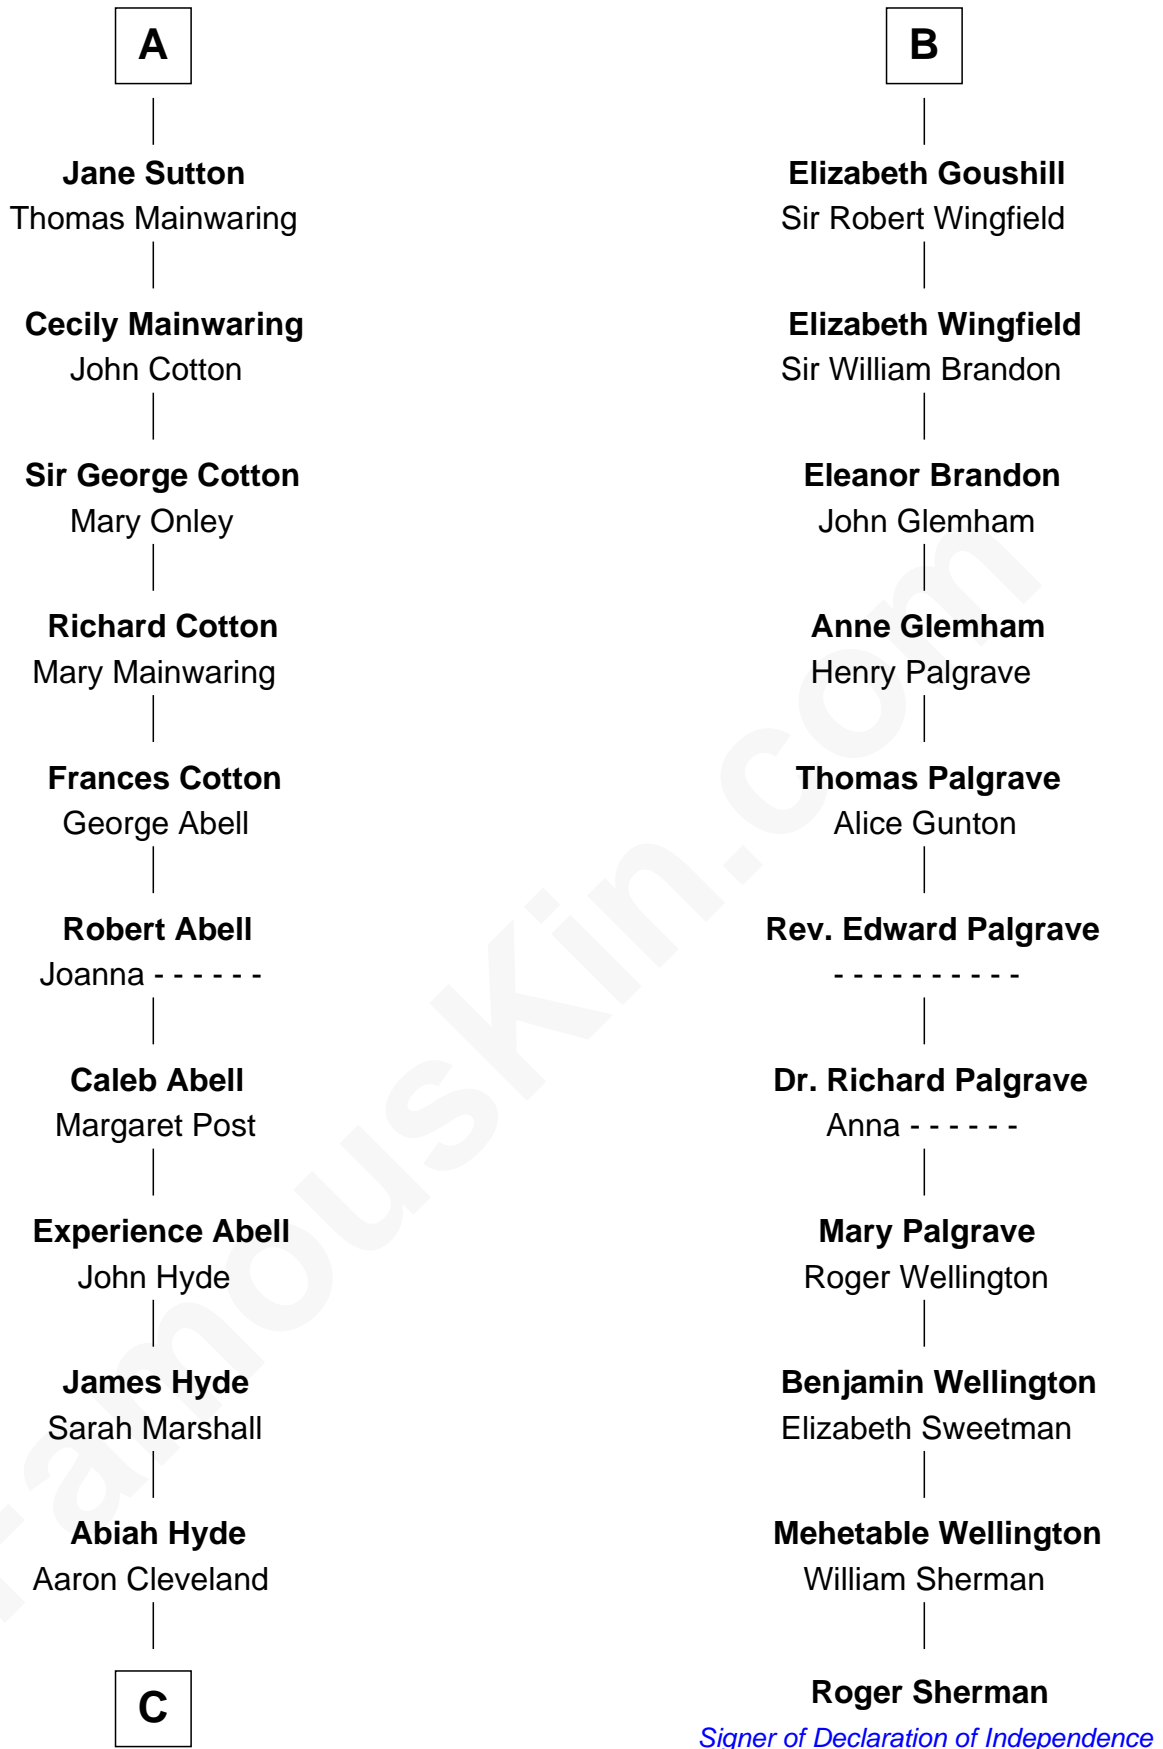 A
Jane Sutton
Thomas Mainwaring
Cecily Mainwaring
John Cotton
Sir George Cotton
Mary Onley
Richard Cotton
Mary Mainwaring
Frances Cotton
George Abell
Robert Abell
Joanna - - - - - -
Caleb Abell
Margaret Post
Experience Abell
John Hyde
James Hyde
Sarah Marshall
Abiah Hyde
Aaron Cleveland
C
B
Elizabeth Goushill
Sir Robert Wingfield
Elizabeth Wingfield
Sir William Brandon
Eleanor Brandon
John Glemham
Anne Glemham
Henry Palgrave
Thomas Palgrave
Alice Gunton
Rev. Edward Palgrave
- - - - - - - - - -
Dr. Richard Palgrave
Anna - - - - - -
Mary Palgrave
Roger Wellington
Benjamin Wellington
Elizabeth Sweetman
Mehetable Wellington
William Sherman
Roger Sherman
Signer of Declaration of Independence
FamousKin.com